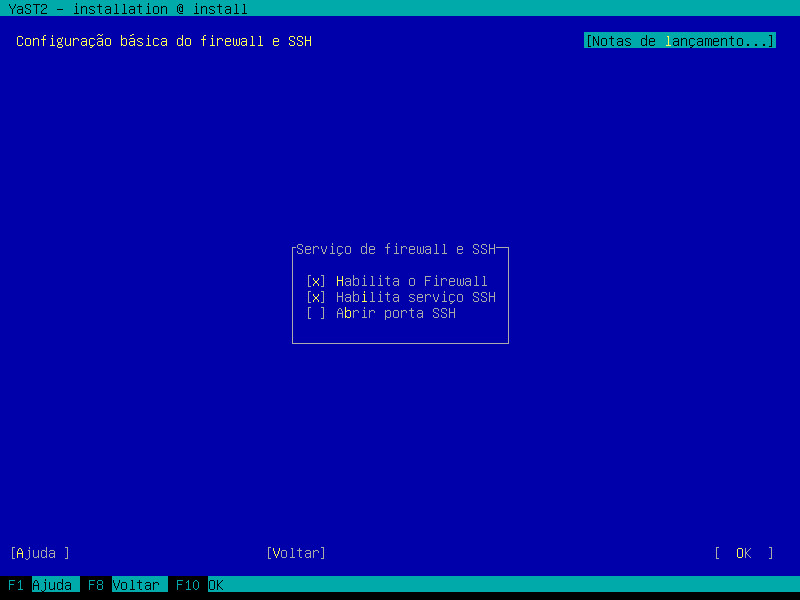 YaST2 - installation @ install
Configuração básica do firewall e SSH [Notas de lançamento...]
Serviço de firewall e SSH
[x] Habilita o Firewall
[x] Habilita serviço SSH
[ ] Abrir porta SSH
[Ajuda ] [Voltar] [ OK ]
F1 Ajuda F8 Voltar F10 OK